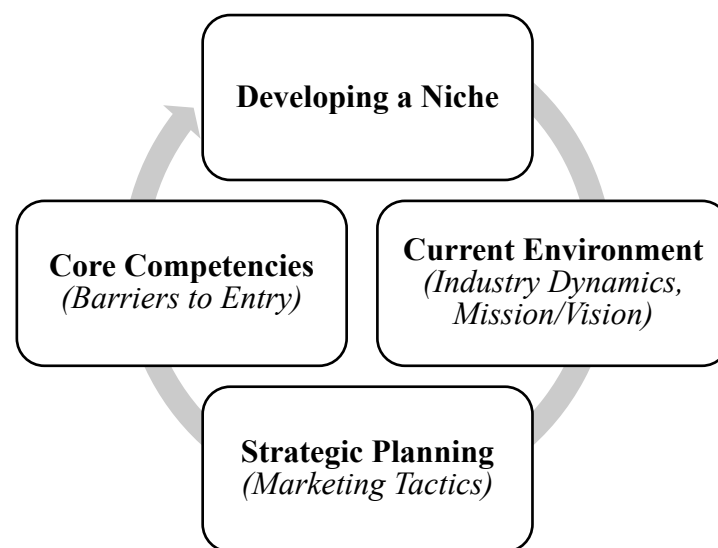 Developing a Niche
Current Environment
(Industry Dynamics,
Mission/Vision)
Strategic Planning
(Marketing Tactics)
Core Competencies
(Barriers to Entry)